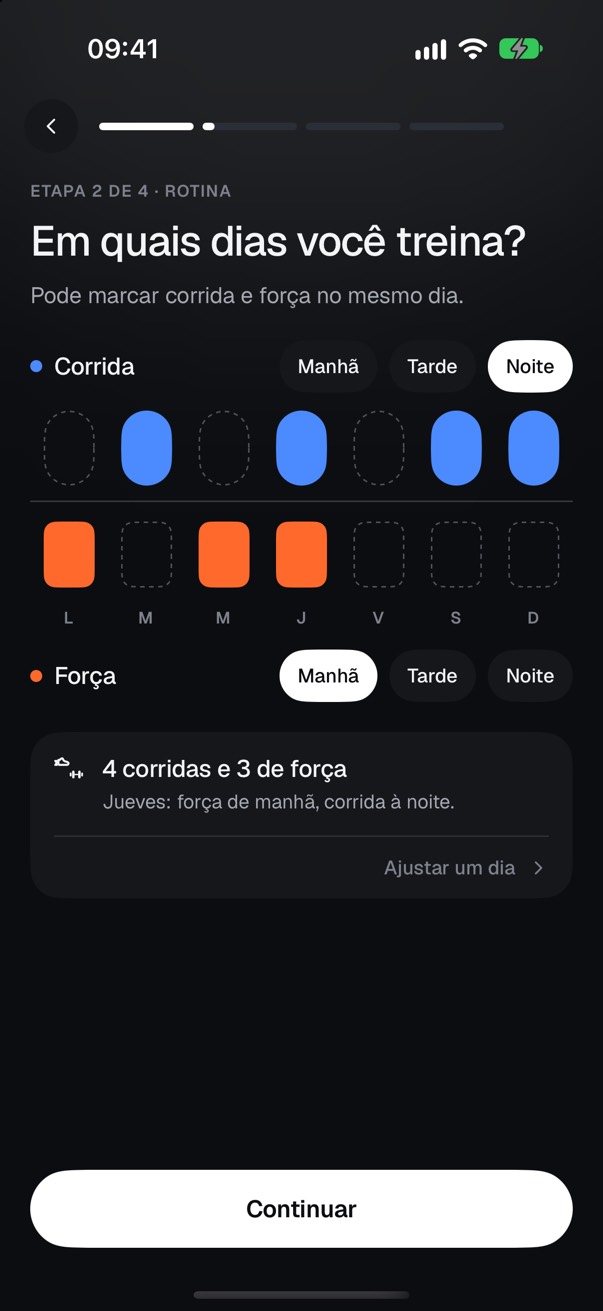 09:41
ETAPA 2 DE 4 · ROTINA
Em quais dias você treina?
Pode marcar corrida e força no mesmo dia.
Corrida Manhã Tarde Noite
L M M J V S D
Força Manhã Tarde Noite
4 corridas e 3 de força
Jueves: força de manhã, corrida à noite.
Ajustar um dia
Continuar